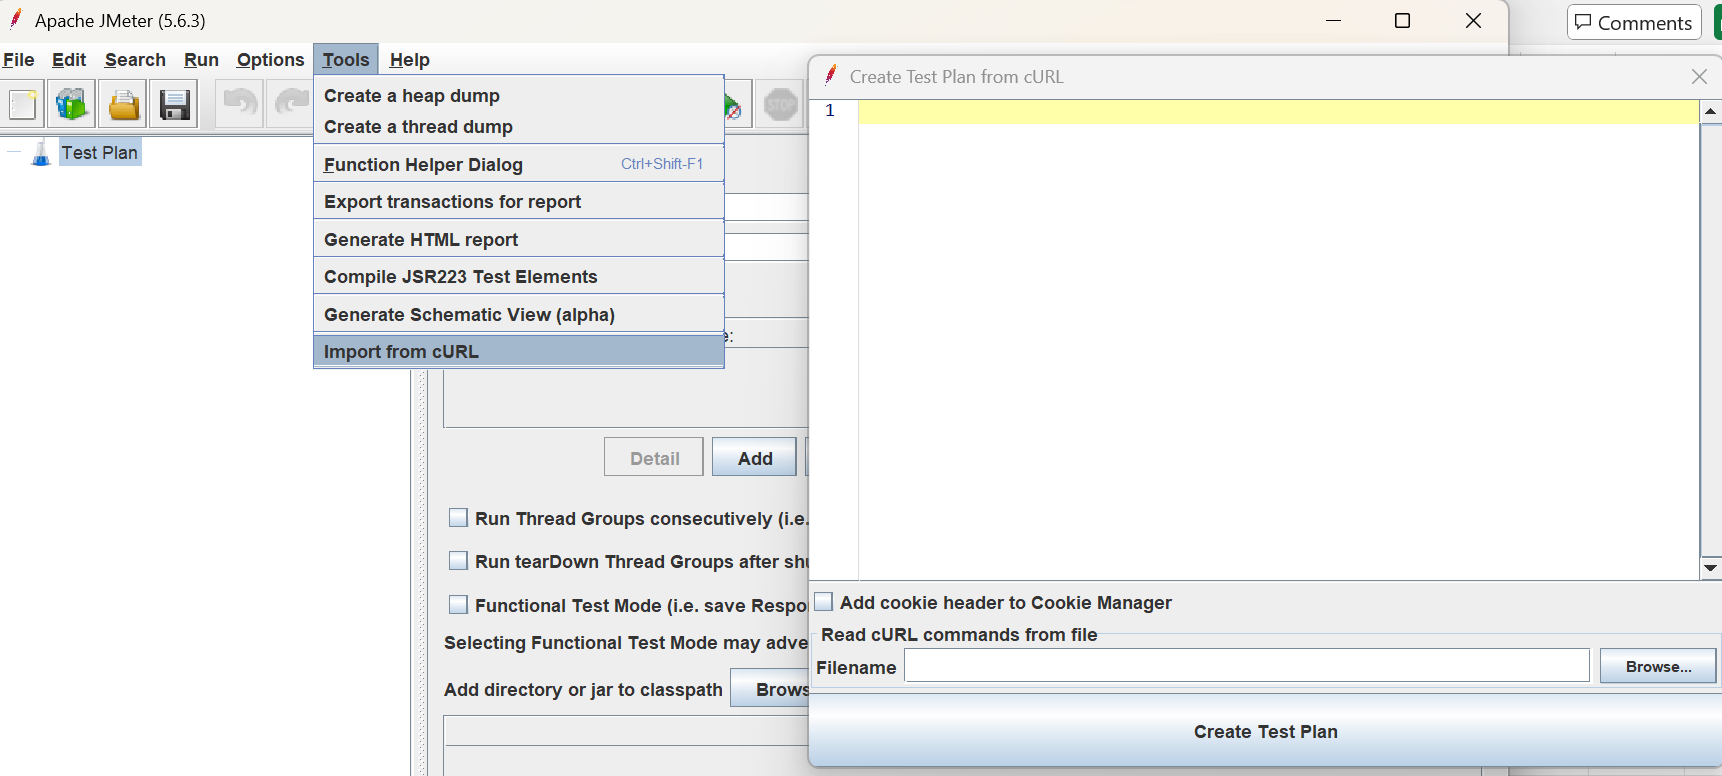 Apache JMeter (5.6.3)
Comments
File Edit Search Run Options Tools Help
Create Test Plan from cURL
STOP
1
Test Plan
Create a heap dump
Create a thread dump
Function Helper Dialog Ctrl+Shift-F1
Export transactions for report
Generate HTML report
Compile JSR223 Test Elements
Generate Schematic View (alpha)
Import from cURL
Detail Add
Run Thread Groups consecutively (i.e.
Run tearDown Thread Groups after
Functional Test Mode (i.e. save
Selecting Functional Test Mode may
Add directory or jar to classpath
Add cookie header to Cookie Manager
Read cURL commands from file
Filename Browse...
Create Test Plan